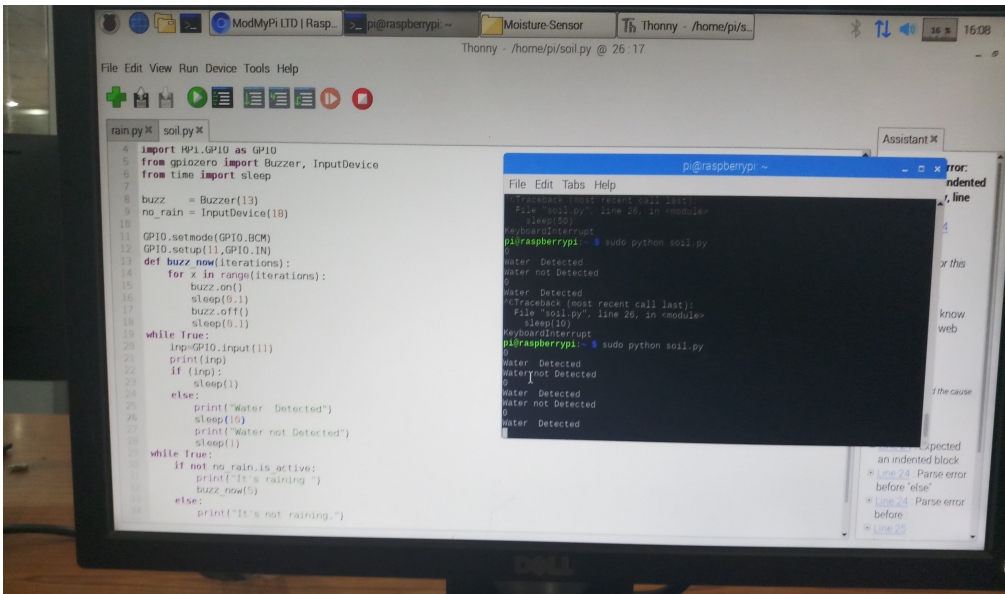 ModMyPi LTD | Rasp... pi@raspberrypi: ~ Moisture-Sensor Thonny - /home/pi/s... 36 % 16:08
Thonny - /home/pi/soil.py @ 26 : 17
File Edit View Run Device Tools Help
rain.py soil.py
4 import RPi.GPIO as GPIO
5 from gpiozero import Buzzer, InputDevice
6 from time import sleep
7
8 buzz = Buzzer(13)
9 no_rain = InputDevice(18)
10
11 GPIO.setmode(GPIO.BCM)
12 GPIO.setup(11,GPIO.IN)
13 def buzz_now(iterations):
14 for x in range(iterations):
15 buzz.on()
16 sleep(0.1)
17 buzz.off()
18 sleep(0.1)
19 while True:
20 inp=GPIO.input(11)
21 print(inp)
22 if (inp):
23 sleep(1)
24 else:
25 print("Water Detected")
26 sleep(10)
27 print("Water not Detected")
28 sleep(1)
29 while True:
if not no_rain.is_active:
print("It's raining ")
buzz_now(5)
else:
print("It's not raining.")
pi@raspberrypi: ~
File Edit Tabs Help
^CTraceback (most recent call last):
File "soil.py", line 26, in <module>
sleep(50)
KeyboardInterrupt
pi@raspberrypi:~ $ sudo python soil.py
0
Water Detected
Water not Detected
0
Water Detected
^CTraceback (most recent call last):
File "soil.py", line 26, in <module>
sleep(10)
KeyboardInterrupt
pi@raspberrypi:~ $ sudo python soil.py
0
Water Detected
Water not Detected
0
Water Detected
Water not Detected
0
Water Detected
Assistant
rror:
ndented
, line
4
or this
know
web
d the cause
xpected
an indented block
Line 24 : Parse error
before "else"
Line 24 : Parse error
before
Line 25 :
DELL